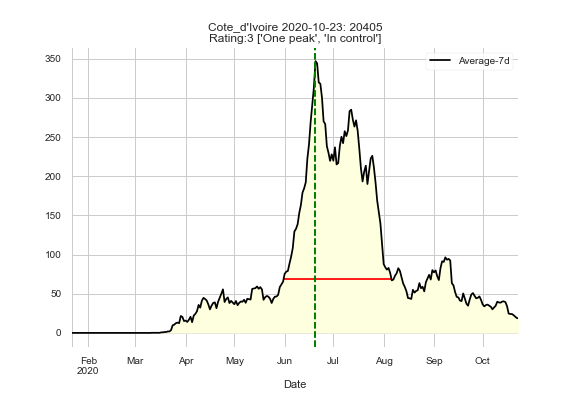 Cote_d'Ivoire 2020-10-23: 20405
Rating:3 ['One peak', 'In control']
Average-7d
350
300
250
200
150
100
50
0
Feb Mar Apr May Jun Jul Aug Sep Oct
2020
Date